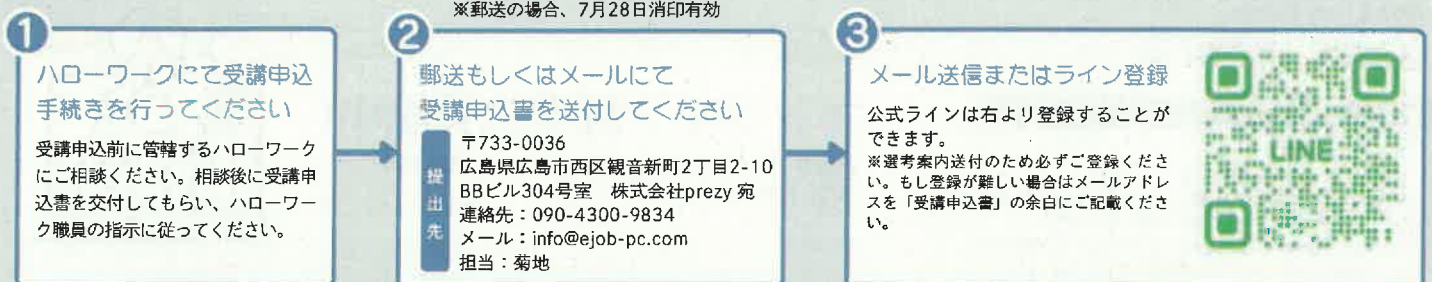 ※郵送の場合、7月28日消印有効
1
ハローワークにて受講申込
手続きを行ってください
受講申込前に管轄するハローワーク
にご相談ください。相談後に受講申
込書を交付してもらい、ハローワー
ク職員の指示に従ってください。
2
郵送もしくはメールにて
受講申込書を送付してください
提出先
〒733-0036
広島県広島市西区観音新町2丁目2-10
BBビル304号室　株式会社prezy 宛
連絡先：090-4300-9834
メール：info@ejob-pc.com
担当：菊地
3
メール送信またはライン登録
公式ラインは右より登録することが
できます。
※選考案内送付のため必ずご登録くださ
い。もし登録が難しい場合はメールアドレ
スを「受講申込書」の余白にご記載くださ
い。
LINE